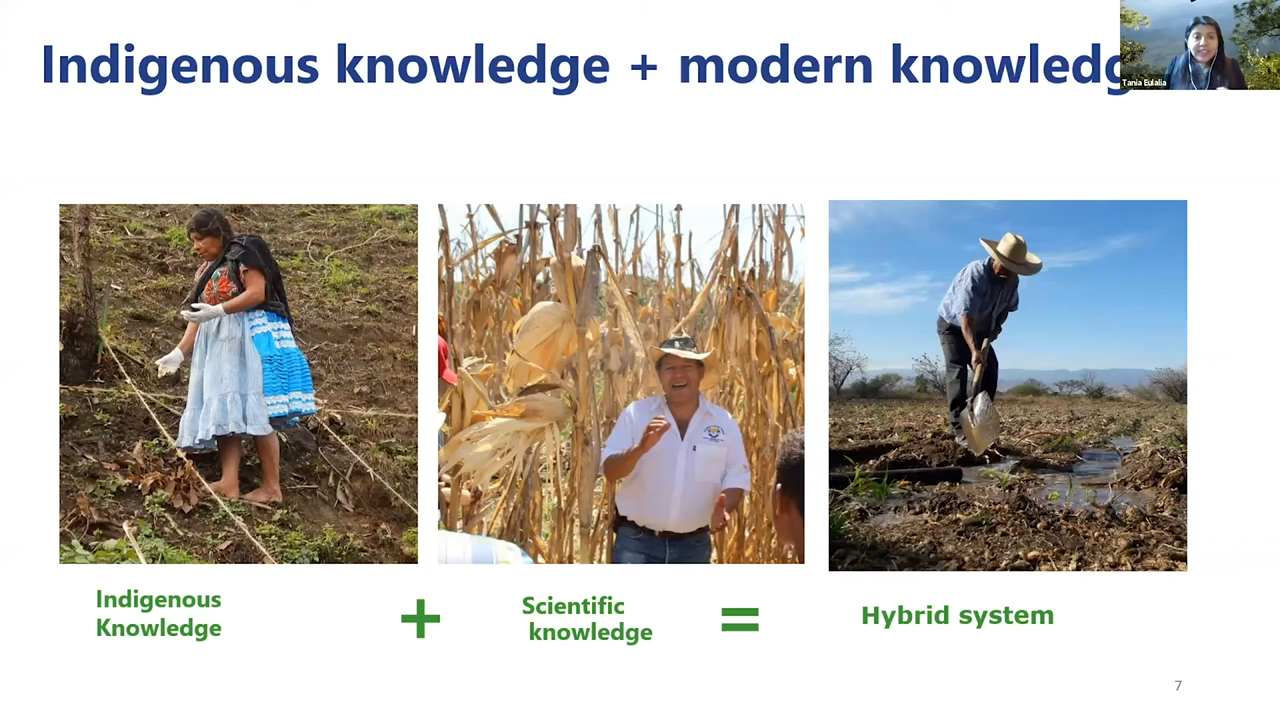 Indigenous knowledge + modern knowledg
Tania Eulalia
Indigenous
Knowledge
+
Scientific
knowledge
=
Hybrid system
7